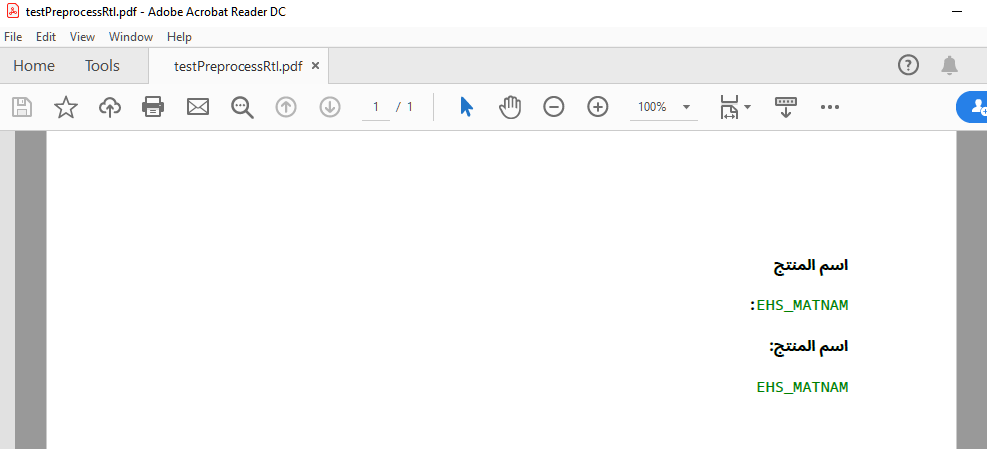 testPreprocessRtl.pdf - Adobe Acrobat Reader DC
File Edit View Window Help
Home Tools testPreprocessRtl.pdf ×
1 / 1 100%
اسم المنتج
EHS_MATNAM:
اسم المنتج:
EHS_MATNAM